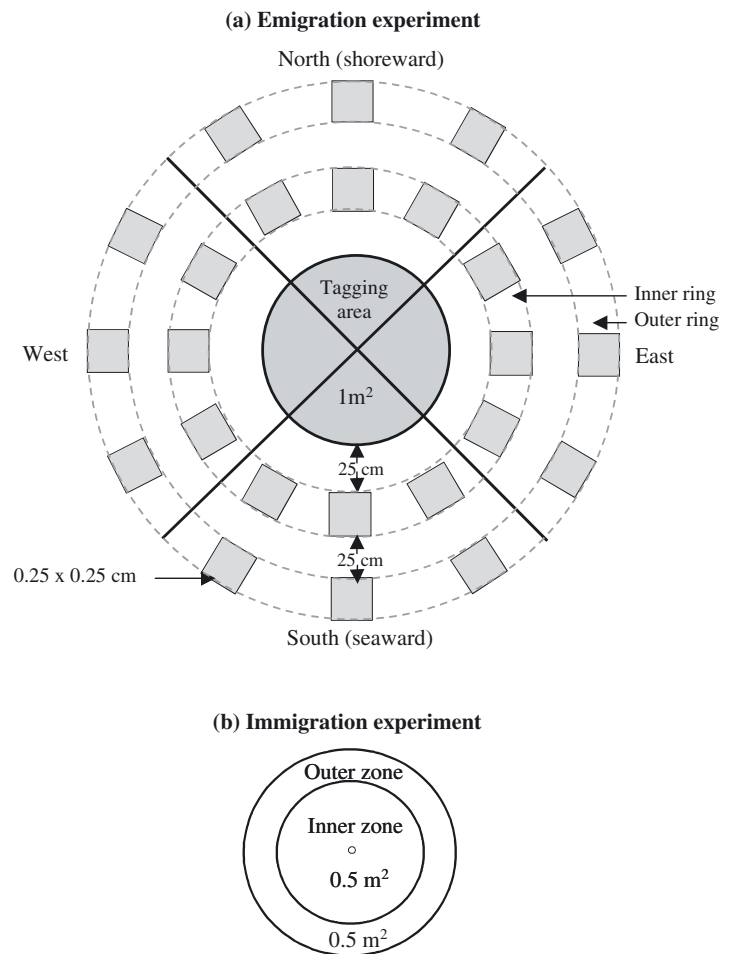 (a) Emigration experiment
North (shoreward)
Tagging
area
Inner ring
Outer ring
West
East
1m²
25 cm
25 cm
0.25 x 0.25 cm
South (seaward)
(b) Immigration experiment
Outer zone
Inner zone
0.5 m²
0.5 m²